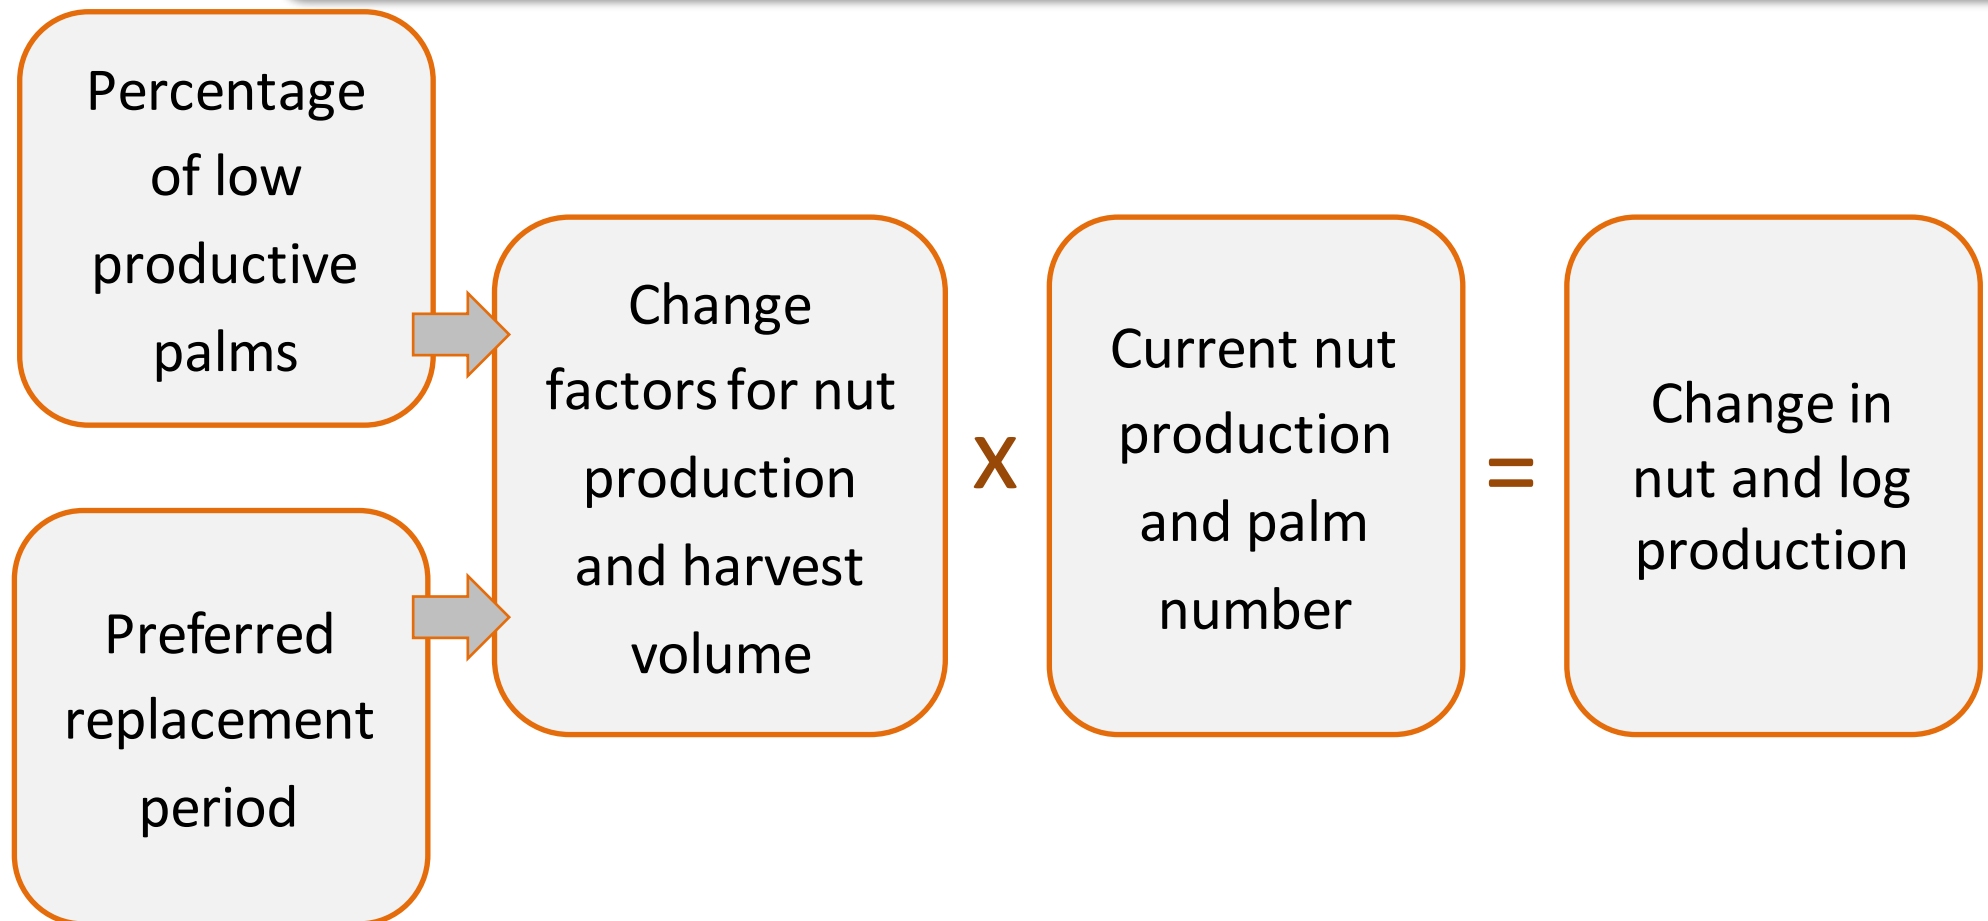 Percentage
of low
productive
palms
Preferred
replacement
period
Change
factors for nut
production
and harvest
volume
X
Current nut
production
and palm
number
=
Change in
nut and log
production